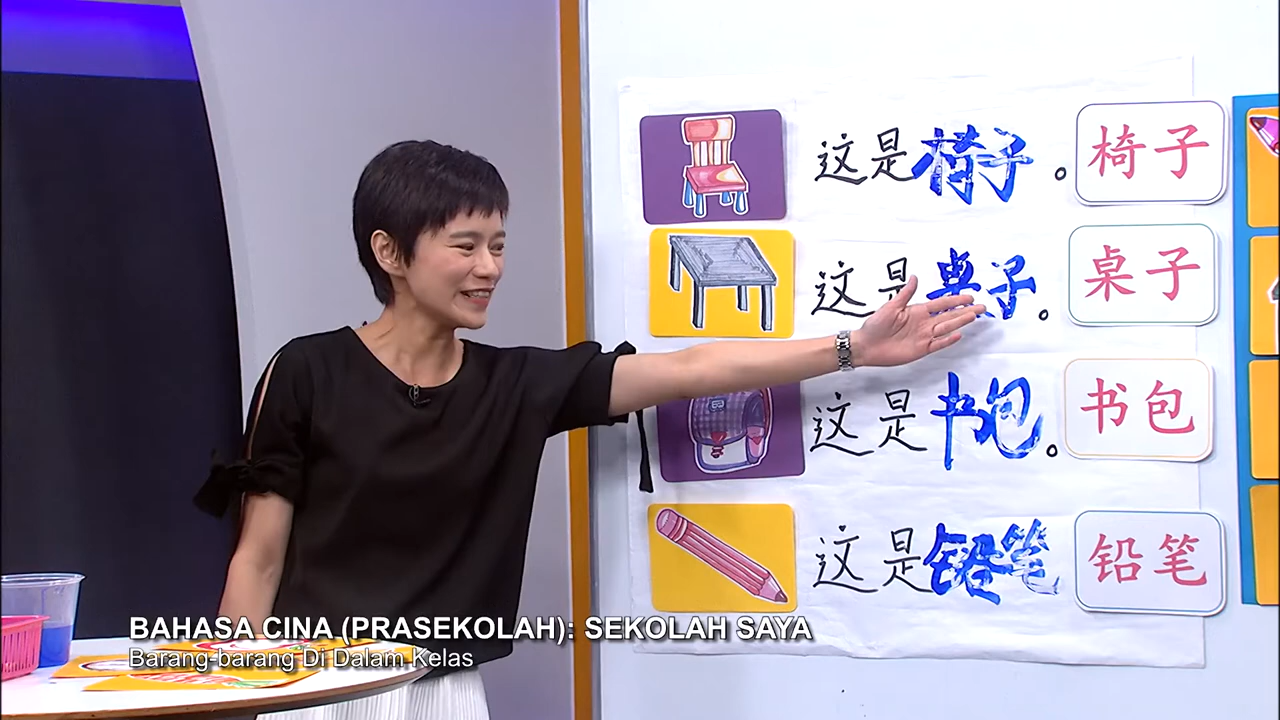 这是椅子。 椅子
这是桌子。 桌子
这是书包。 书包
这是铅笔 铅笔
BAHASA CINA (PRASEKOLAH): SEKOLAH SAYA
Barang-barang Di Dalam Kelas